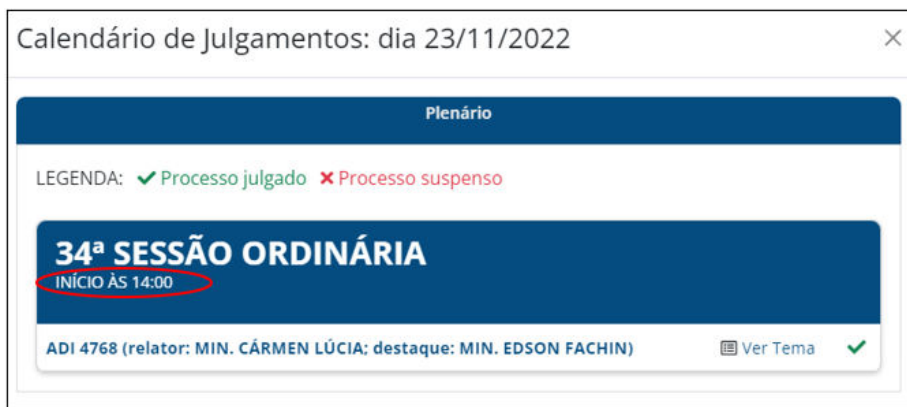 Calendário de Julgamentos: dia 23/11/2022
Plenário
LEGENDA: Processo julgado Processo suspenso
34ª SESSÃO ORDINÁRIA
INÍCIO ÀS 14:00
ADI 4768 (relator: MIN. CÁRMEN LÚCIA; destaque: MIN. EDSON FACHIN) Ver Tema